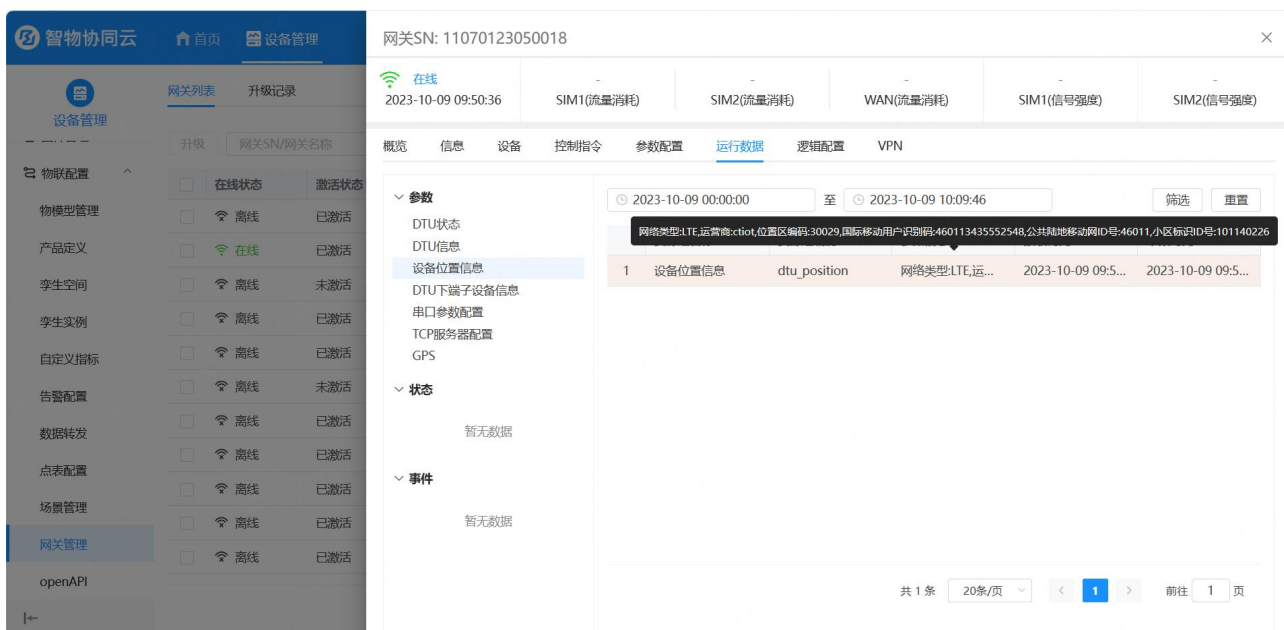 智物协同云
首页
设备管理
设备管理
物联配置
物模型管理
产品定义
孪生空间
孪生实例
自定义指标
告警配置
数据转发
点表配置
场景管理
网关管理
openAPI
网关列表 升级记录
升级 网关SN/网关名称
在线状态 激活状态
离线 已激活
在线 已激活
离线 未激活
离线 已激活
离线 已激活
离线 未激活
离线 已激活
离线 已激活
离线 已激活
离线 已激活
离线 已激活
网关SN: 11070123050018
在线
2023-10-09 09:50:36
- SIM1(流量消耗)
- SIM2(流量消耗)
- WAN(流量消耗)
- SIM1(信号强度)
- SIM2(信号强度)
概览 信息 设备 控制指令 参数配置 运行数据 逻辑配置 VPN
参数
DTU状态
DTU信息
设备位置信息
DTU下端子设备信息
串口参数配置
TCP服务器配置
GPS
状态
暂无数据
事件
暂无数据
2023-10-09 00:00:00 至 2023-10-09 10:09:46 筛选 重置
网络类型:LTE,运营商:ctiot,位置区编码:30029,国际移动用户识别码:460113435552548,公共陆地移动网ID号:46011,小区标识ID号:101140226
1 设备位置信息 dtu_position 网络类型:LTE,运... 2023-10-09 09:5... 2023-10-09 09:5...
共 1 条 20条/页 1 前往 1 页